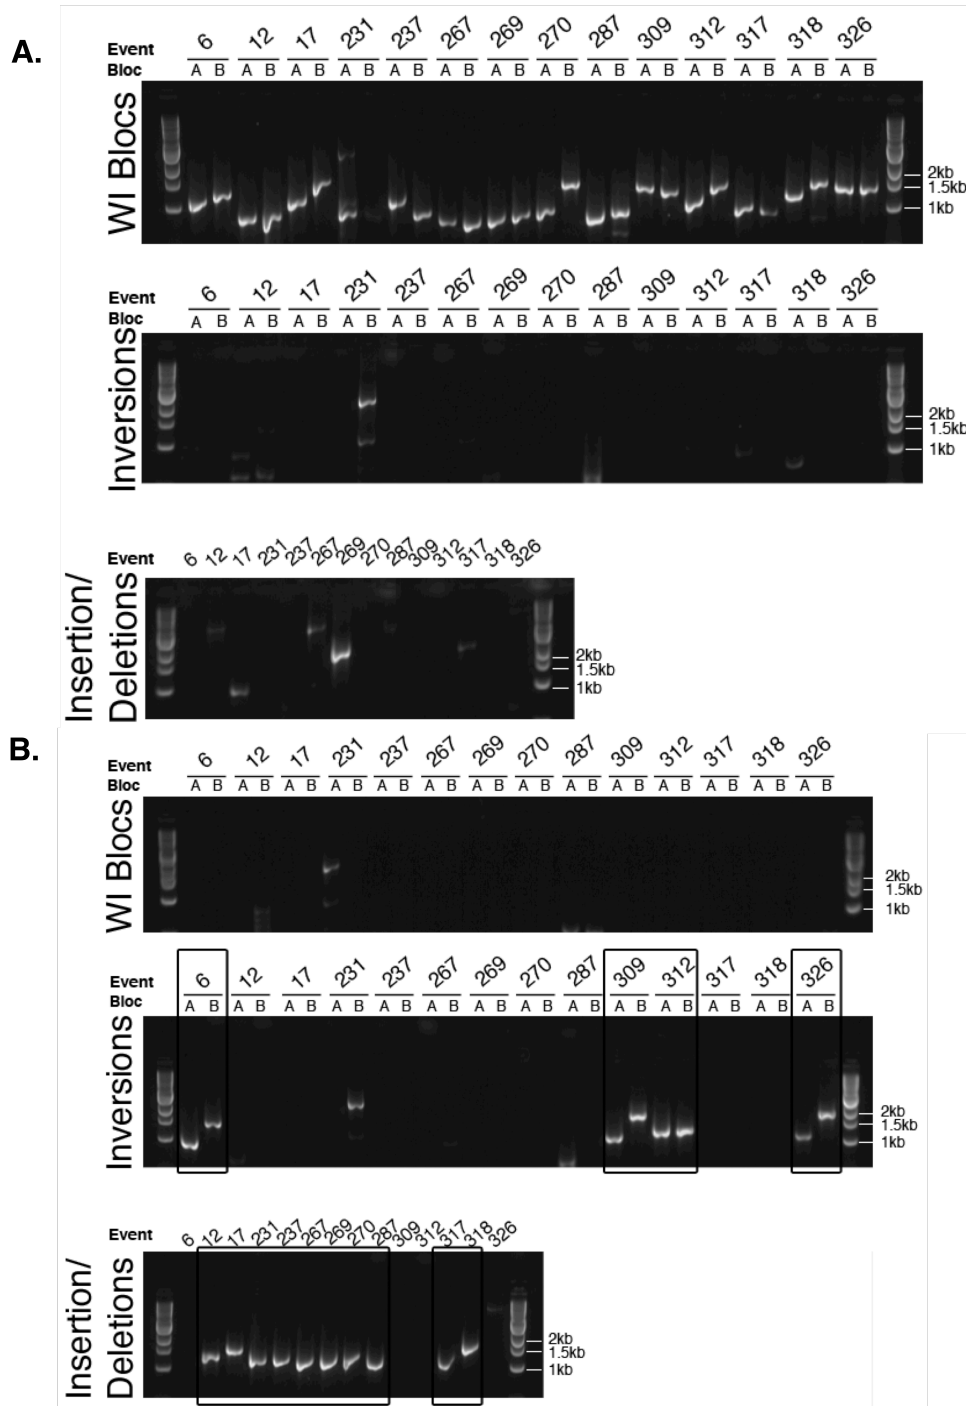 A.
Event 6 12 17 231 237 267 269 270 287 309 312 317 318 326
Bloc A B A B A B A B A B A B A B A B A B A B A B A B A B A B
WI Blocs
2kb
1.5kb
1kb
Event 6 12 17 231 237 267 269 270 287 309 312 317 318 326
Bloc A B A B A B A B A B A B A B A B A B A B A B A B A B A B
Inversions
2kb
1.5kb
1kb
Event 6 12 17 231 237 267 269 270 287 309 312 317 318 326
Insertion/
Deletions
2kb
1.5kb
1kb
B.
Event 6 12 17 231 237 267 269 270 287 309 312 317 318 326
Bloc A B A B A B A B A B A B A B A B A B A B A B A B A B A B
WI Blocs
2kb
1.5kb
1kb
Event 6 12 17 231 237 267 269 270 287 309 312 317 318 326
Bloc A B A B A B A B A B A B A B A B A B A B A B A B A B A B
Inversions
2kb
1.5kb
1kb
Event 6 12 17 231 237 267 269 270 287 309 312 317 318 326
Insertion/
Deletions
2kb
1.5kb
1kb